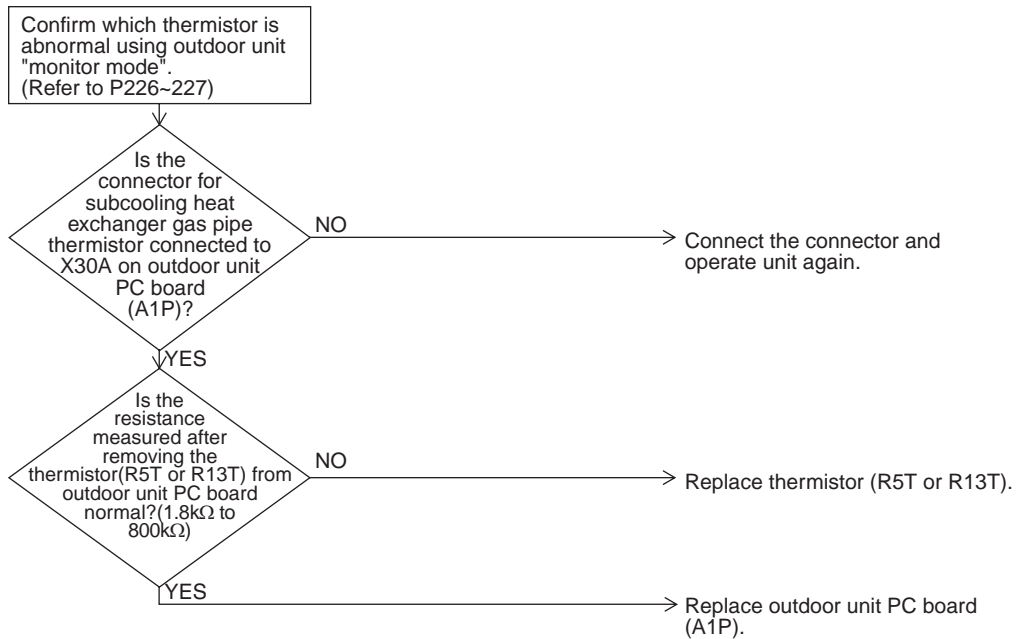 Confirm which thermistor is
abnormal using outdoor unit
"monitor mode".
(Refer to P226~227)
Is the
connector for
subcooling heat
exchanger gas pipe
thermistor connected to
X30A on outdoor unit
PC board
(A1P)?
NO
Connect the connector and
operate unit again.
YES
Is the
resistance
measured after
removing the
thermistor(R5T or R13T) from
outdoor unit PC board
normal?(1.8kΩ to
800kΩ)
NO
Replace thermistor (R5T or R13T).
YES
Replace outdoor unit PC board
(A1P).